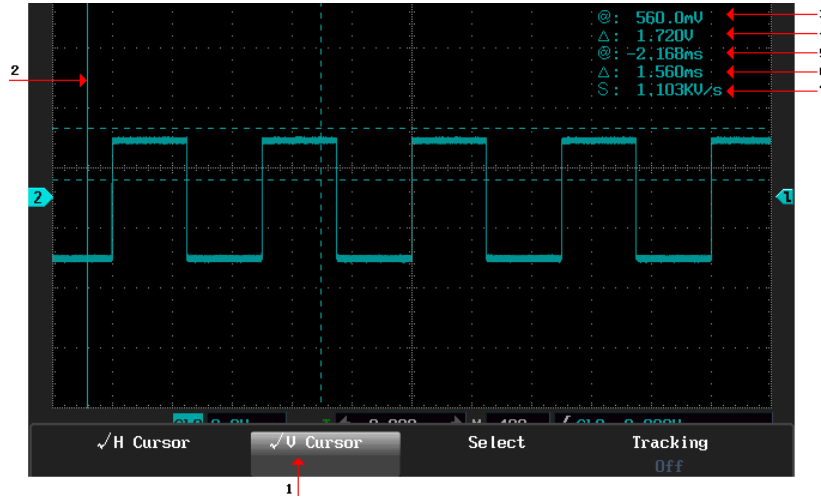 @: 560.0mV
△: 1.720V
@: -2.168ms
△: 1.560ms
S: 1.103KV/s
2
2
1
√H Cursor
√V Cursor
Select
Tracking
Off
1